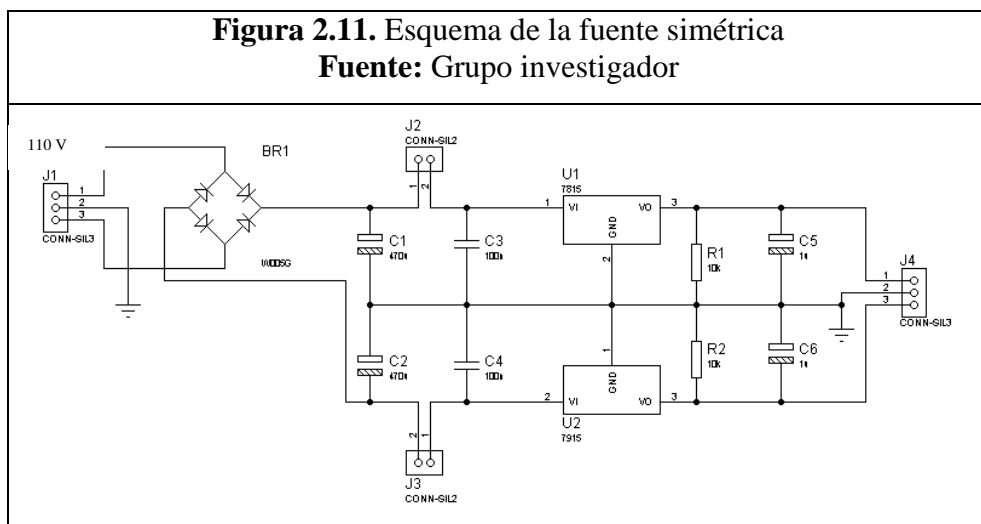 Figura 2.11. Esquema de la fuente simétrica
Fuente: Grupo investigador
110 V
J1
1
2
3
CONN-SIL3
BR1
J2
CONN-SIL2
1
2
C1
C3
100n
U1
7815
1
VI
VO
3
GND
2
R1
10k
C5
1u
J4
1
2
3
CONN-SIL3
C2
C4
100n
1
GND
2
VI
VO
3
U2
7915
R2
10k
C6
1u
2
1
J3
CONN-SIL2